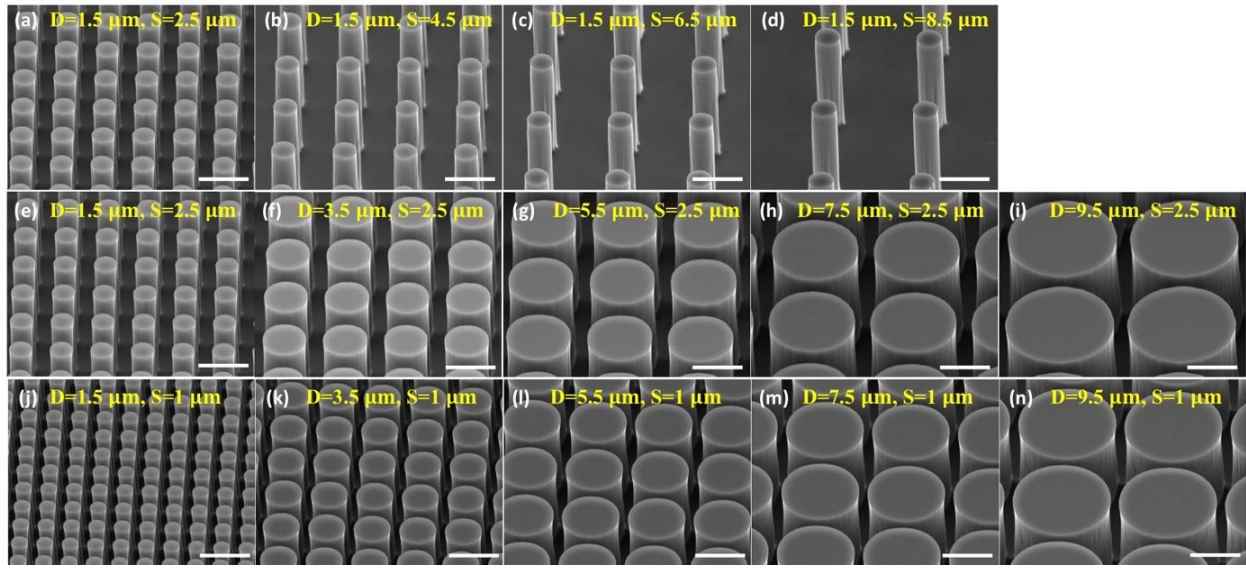 (a) D=1.5 µm, S=2.5 µm
(b) D=1.5 µm, S=4.5 µm
(c) D=1.5 µm, S=6.5 µm
(d) D=1.5 µm, S=8.5 µm
(e) D=1.5 µm, S=2.5 µm
(f) D=3.5 µm, S=2.5 µm
(g) D=5.5 µm, S=2.5 µm
(h) D=7.5 µm, S=2.5 µm
(i) D=9.5 µm, S=2.5 µm
(j) D=1.5 µm, S=1 µm
(k) D=3.5 µm, S=1 µm
(l) D=5.5 µm, S=1 µm
(m) D=7.5 µm, S=1 µm
(n) D=9.5 µm, S=1 µm